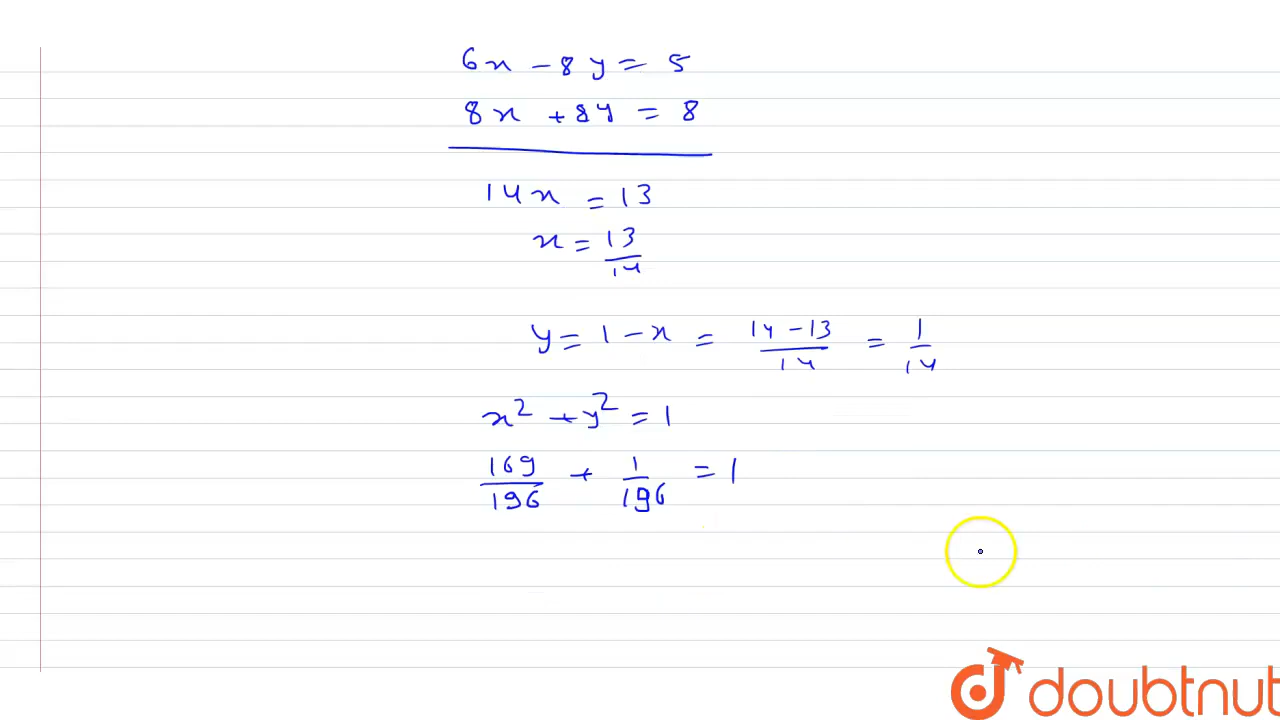 6x - 8y = 5
8x + 8y = 8
14x = 13
x = 13/14
y = 1 - x = (14 - 13)/14 = 1/14
x² + y² = 1
169/196 + 1/196 = 1
doubtnut